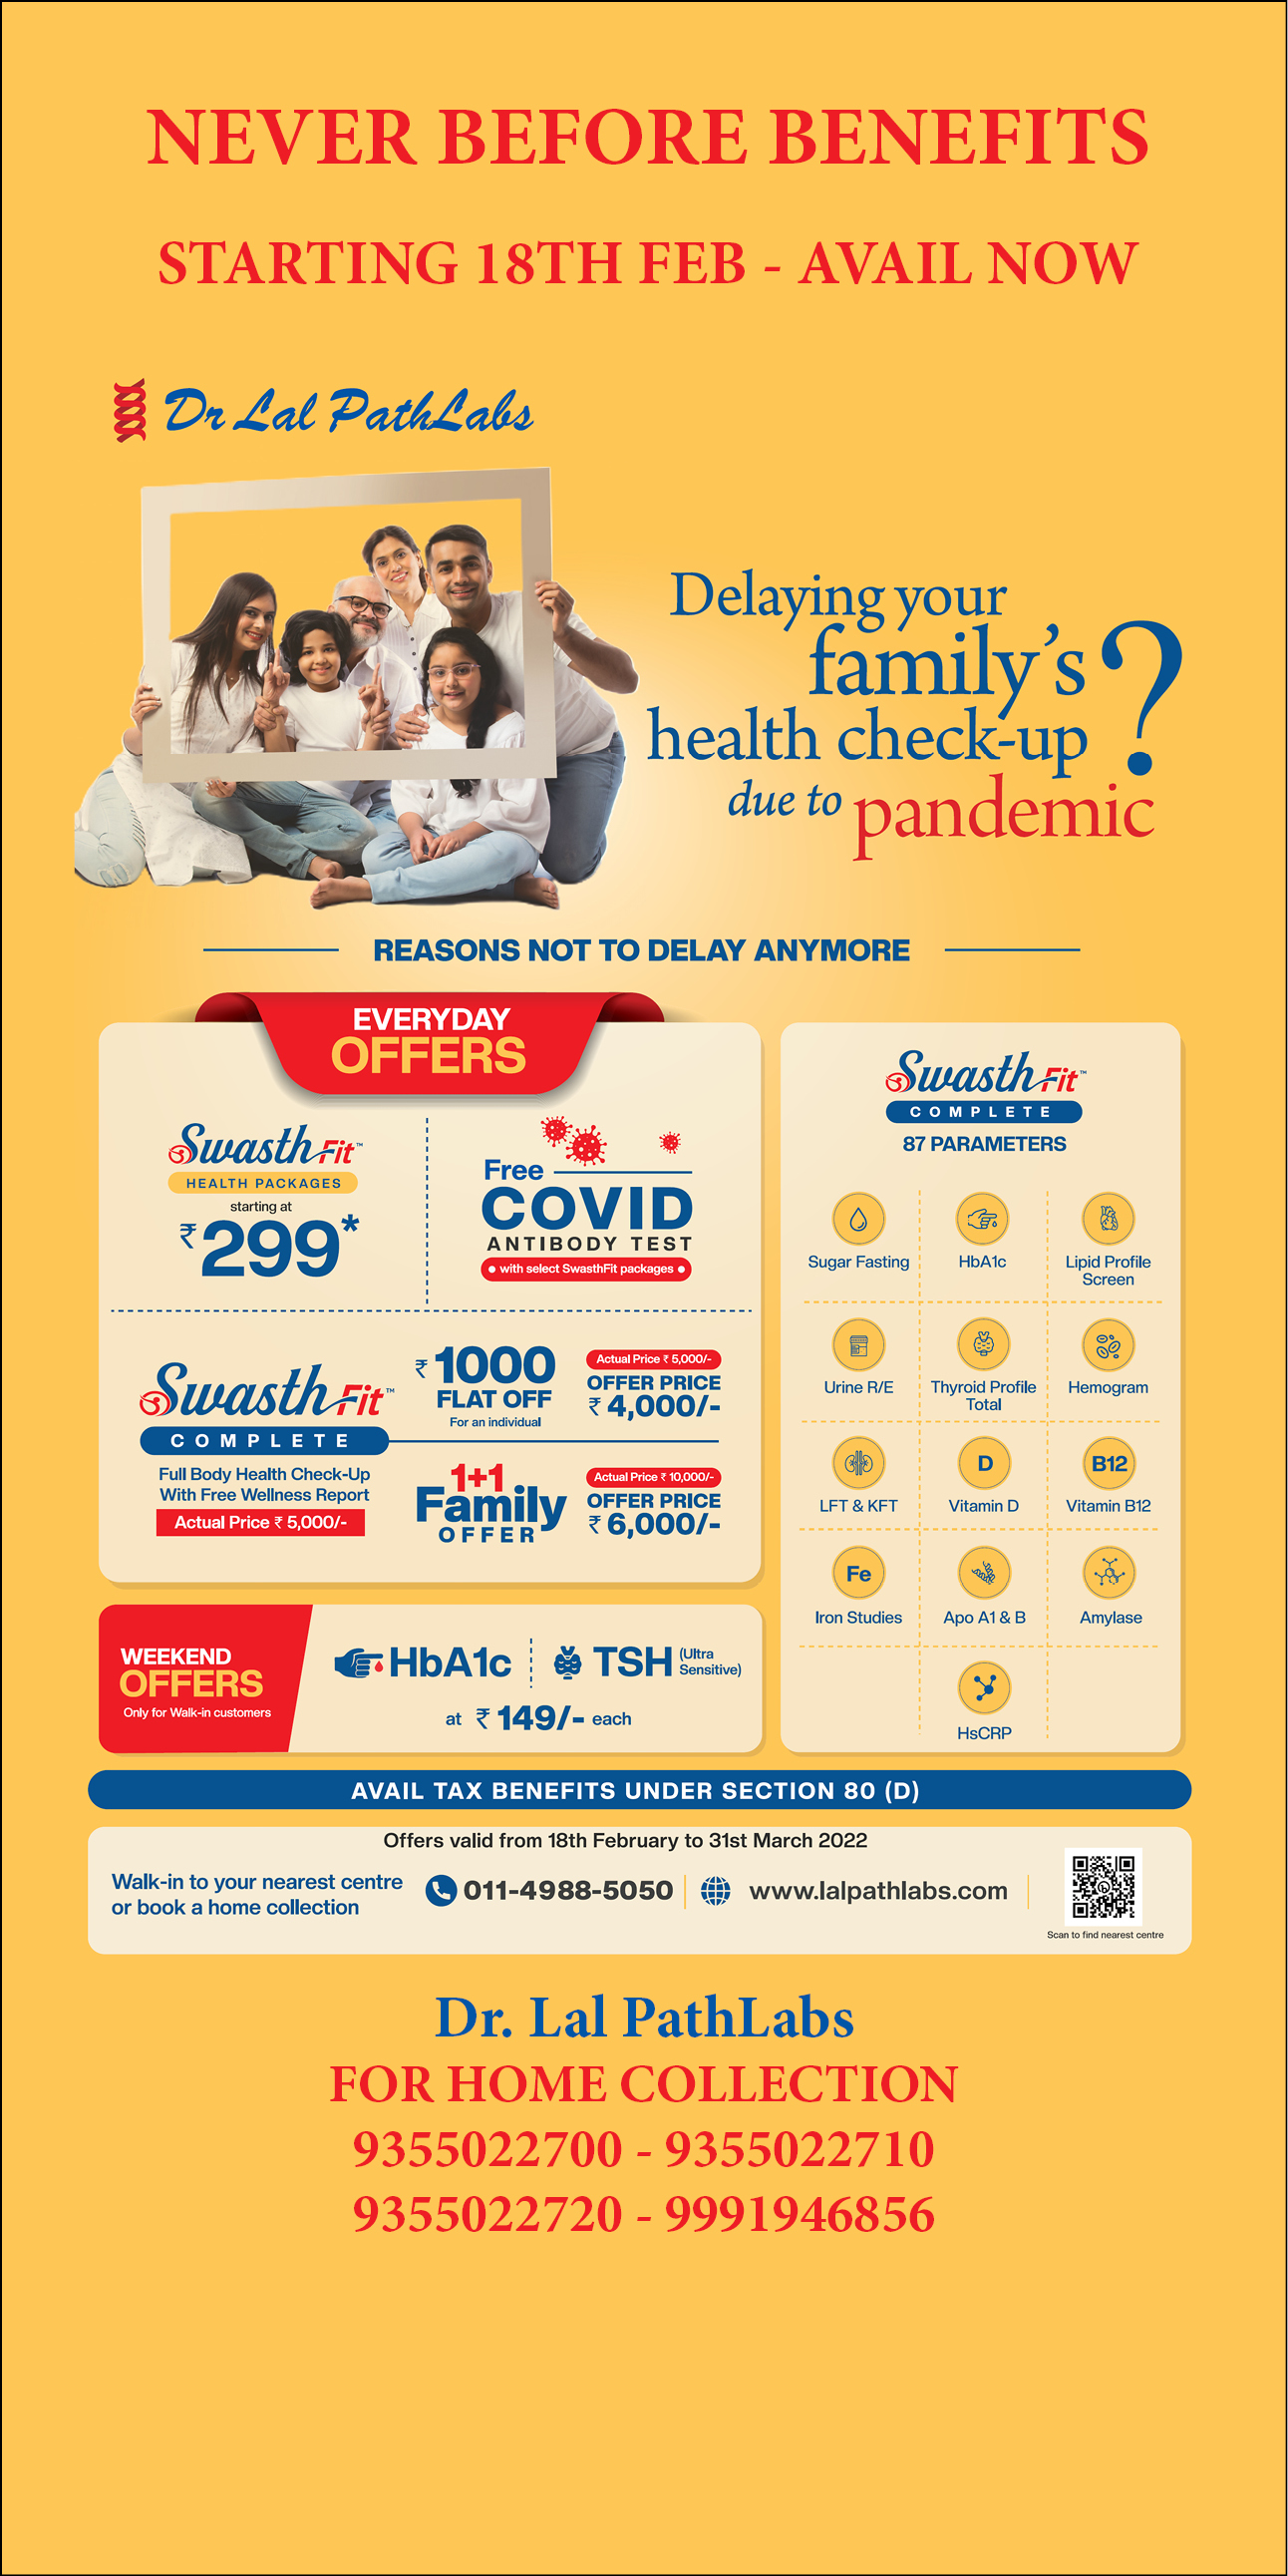 NEVER BEFORE BENEFITS
STARTING 18TH FEB - AVAIL NOW
Dr Lal PathLabs
Delaying your
family's
health check-up
due to pandemic?
REASONS NOT TO DELAY ANYMORE
EVERYDAY
OFFERS
Swasth Fit™
HEALTH PACKAGES
starting at
₹299*
Free
COVID
ANTIBODY TEST
• with select SwasthFit packages •
Swasth Fit™
COMPLETE
Full Body Health Check-Up
With Free Wellness Report
Actual Price ₹ 5,000/-
₹ 1000
FLAT OFF
For an individual
Actual Price ₹ 5,000/-
OFFER PRICE
₹ 4,000/-
1+1
Family
OFFER
Actual Price ₹ 10,000/-
OFFER PRICE
₹ 6,000/-
Swasth Fit™
COMPLETE
87 PARAMETERS
Sugar Fasting
HbA1c
Lipid Profile
Screen
Urine R/E
Thyroid Profile
Total
Hemogram
LFT & KFT
D
Vitamin D
B12
Vitamin B12
Fe
Iron Studies
Apo A1 & B
Amylase
HsCRP
WEEKEND
OFFERS
Only for Walk-in customers
HbA1c
TSH (Ultra
Sensitive)
at ₹ 149/- each
AVAIL TAX BENEFITS UNDER SECTION 80 (D)
Offers valid from 18th February to 31st March 2022
Walk-in to your nearest centre
or book a home collection
011-4988-5050
www.lalpathlabs.com
Scan to find nearest centre
Dr. Lal PathLabs
FOR HOME COLLECTION
9355022700 - 9355022710
9355022720 - 9991946856